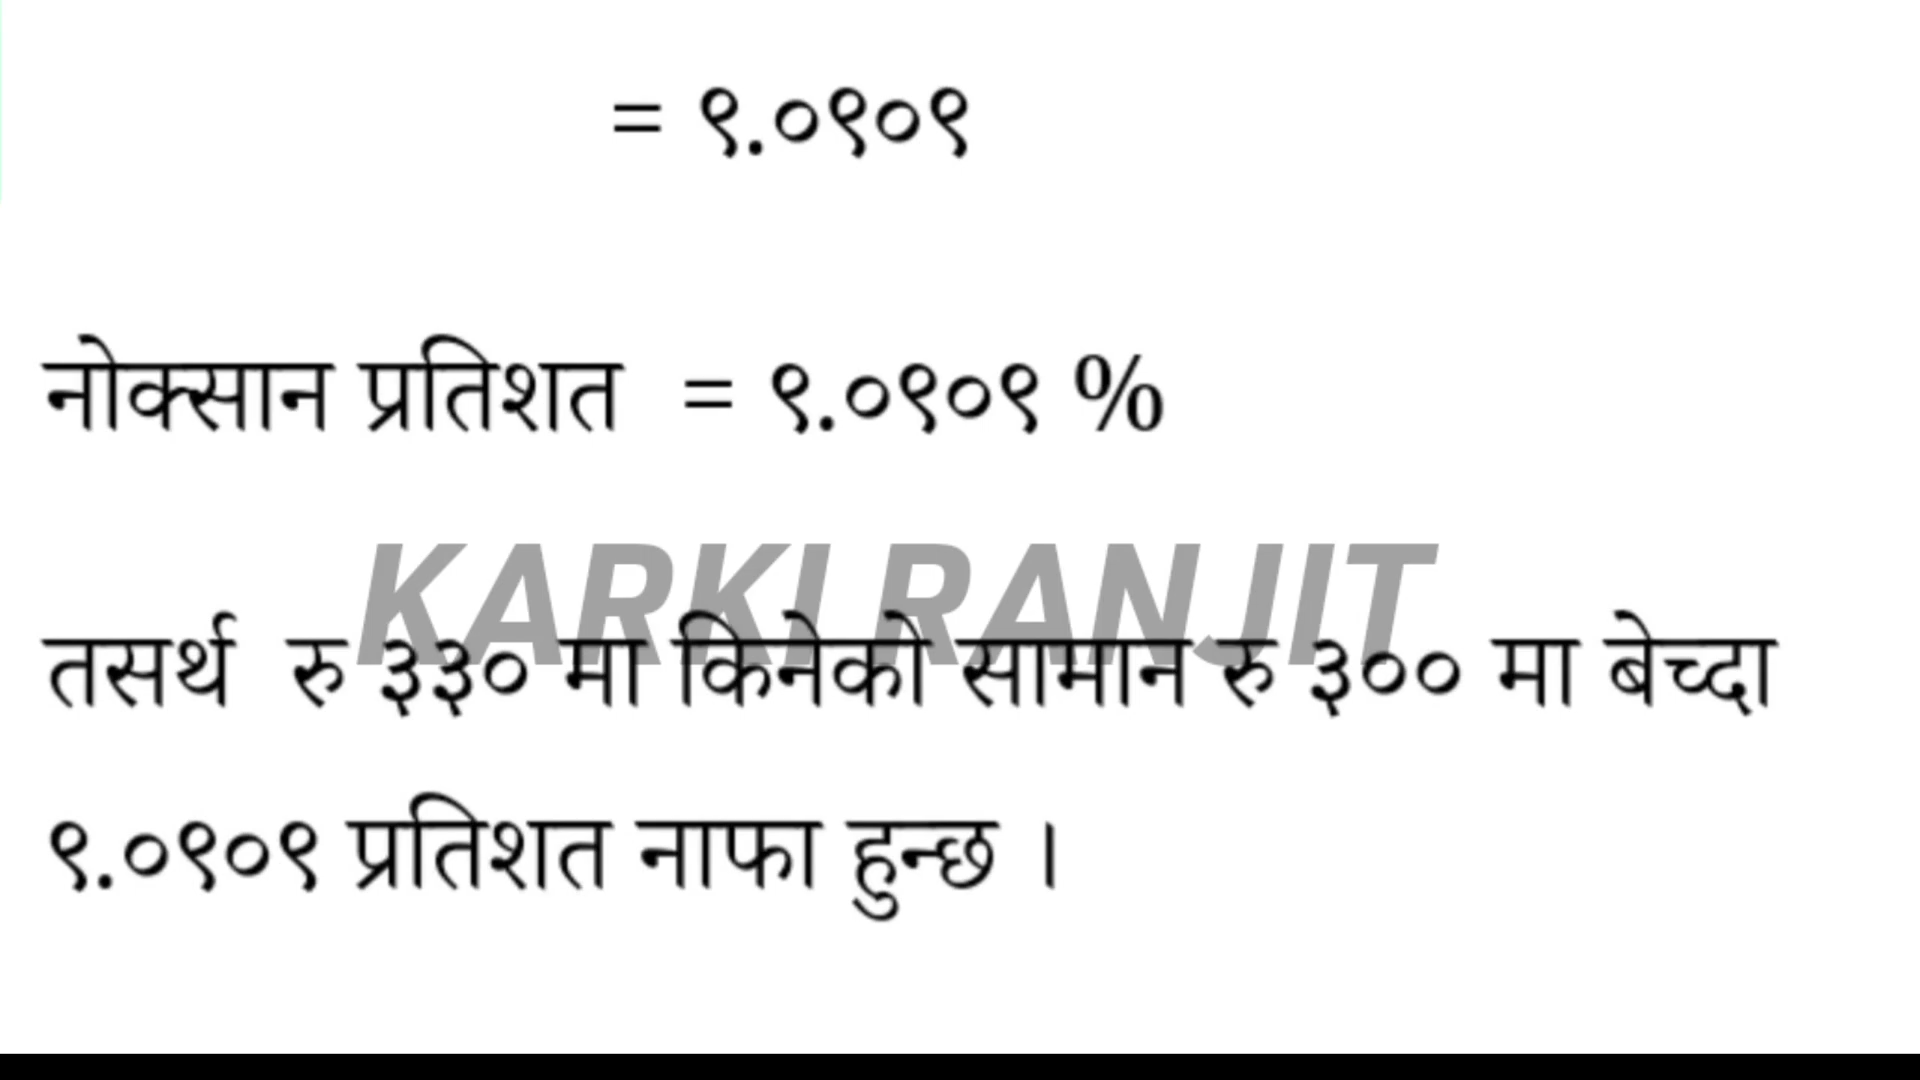 = ९.०९०९
नोक्सान प्रतिशत = ९.०९०९ %
KARKI RANJIT
तसर्थ रु ३३० मा किनेको सामान रु ३०० मा बेच्दा
९.०९०९ प्रतिशत नाफा हुन्छ ।